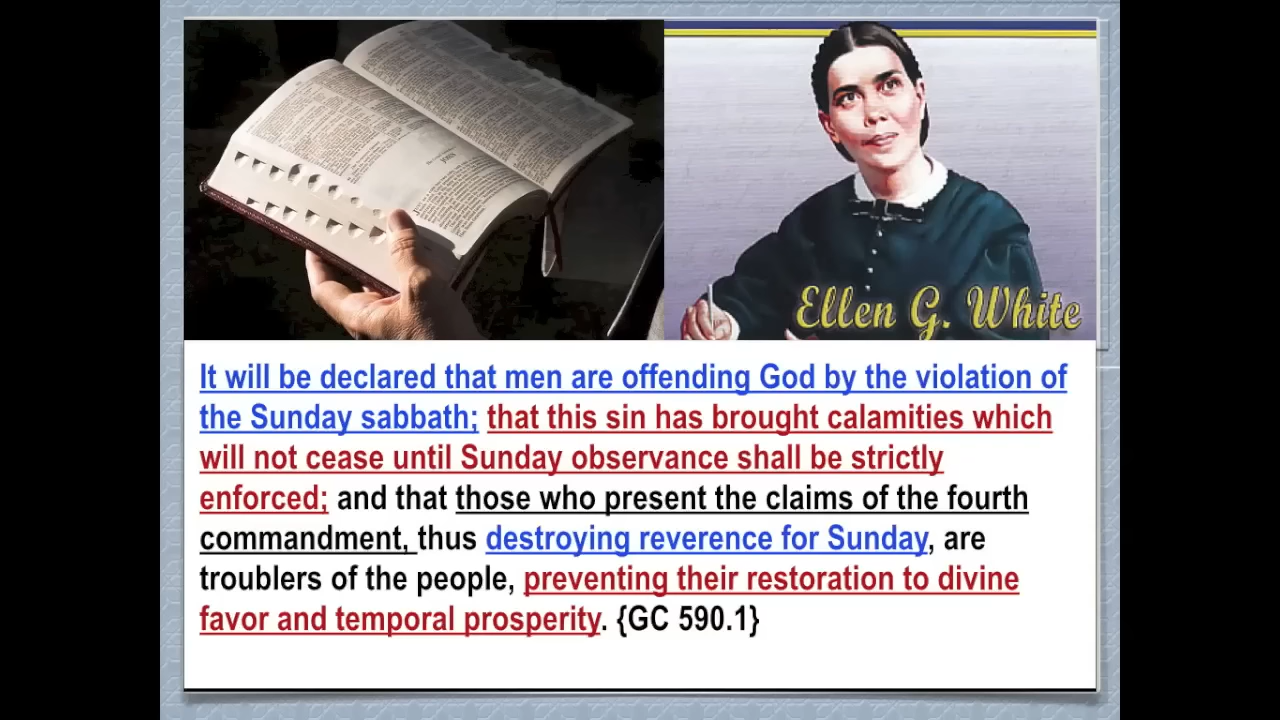 Ellen G. White
It will be declared that men are offending God by the violation of
the Sunday sabbath; that this sin has brought calamities which
will not cease until Sunday observance shall be strictly
enforced; and that those who present the claims of the fourth
commandment, thus destroying reverence for Sunday, are
troublers of the people, preventing their restoration to divine
favor and temporal prosperity. {GC 590.1}